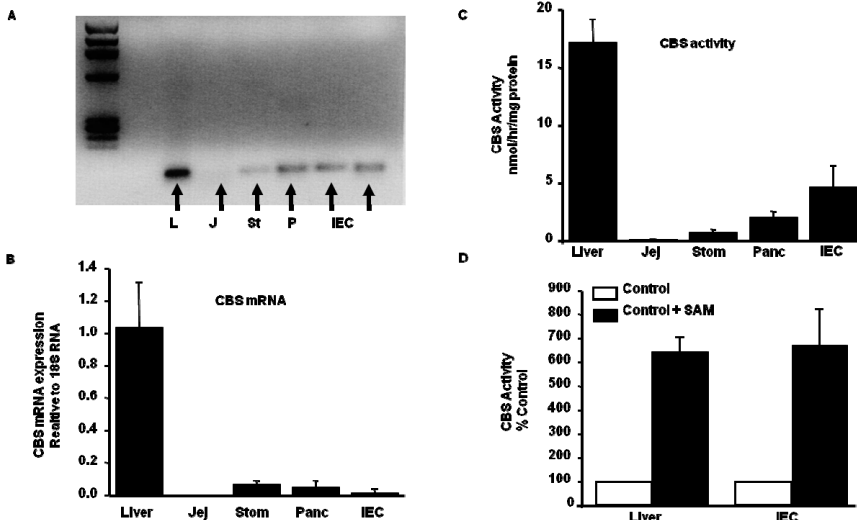 A
L J St P IEC
B
CBS mRNA expression
Realtive to 18S RNA
1.4
1.2
1.0
0.8
0.6
0.4
0.2
0.0
CBS mRNA
Liver Jej Stom Panc IEC
C
CBS Activity
nmol/hr/mg protein
20
15
10
5
0
CBS activity
Liver Jej Stom Panc IEC
D
CBS Activity
% Control
900
800
700
600
500
400
300
200
100
0
Control
Control + SAM
Liver IEC